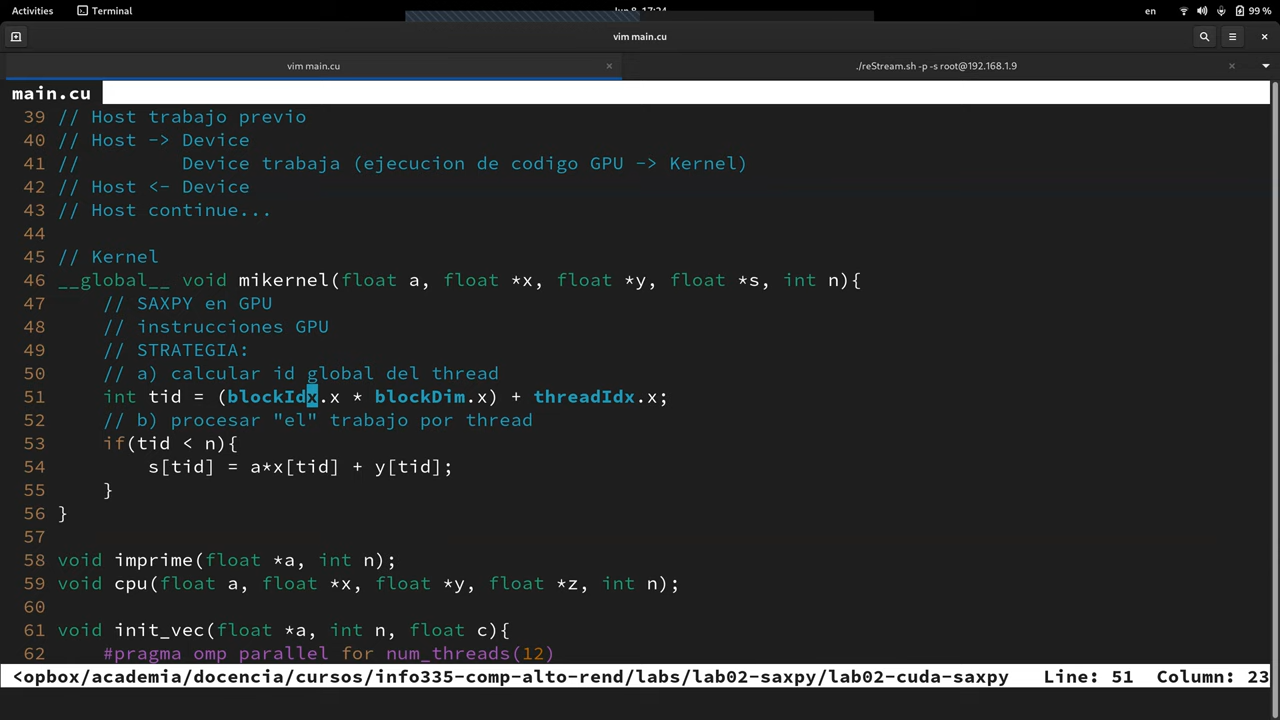 Activities Terminal en 99 %
vim main.cu
vim main.cu × ./reStream.sh -p -s root@192.168.1.9 ×
main.cu
39 // Host trabajo previo
40 // Host -> Device
41 //         Device trabaja (ejecucion de codigo GPU -> Kernel)
42 // Host <- Device
43 // Host continue...
44
45 // Kernel
46 __global__ void mikernel(float a, float *x, float *y, float *s, int n){
47     // SAXPY en GPU
48     // instrucciones GPU
49     // STRATEGIA:
50     // a) calcular id global del thread
51     int tid = (blockIdx.x * blockDim.x) + threadIdx.x;
52     // b) procesar "el" trabajo por thread
53     if(tid < n){
54         s[tid] = a*x[tid] + y[tid];
55     }
56 }
57
58 void imprime(float *a, int n);
59 void cpu(float a, float *x, float *y, float *z, int n);
60
61 void init_vec(float *a, int n, float c){
62     #pragma omp parallel for num_threads(12)
<opbox/academia/docencia/cursos/info335-comp-alto-rend/labs/lab02-saxpy/lab02-cuda-saxpy Line: 51 Column: 23